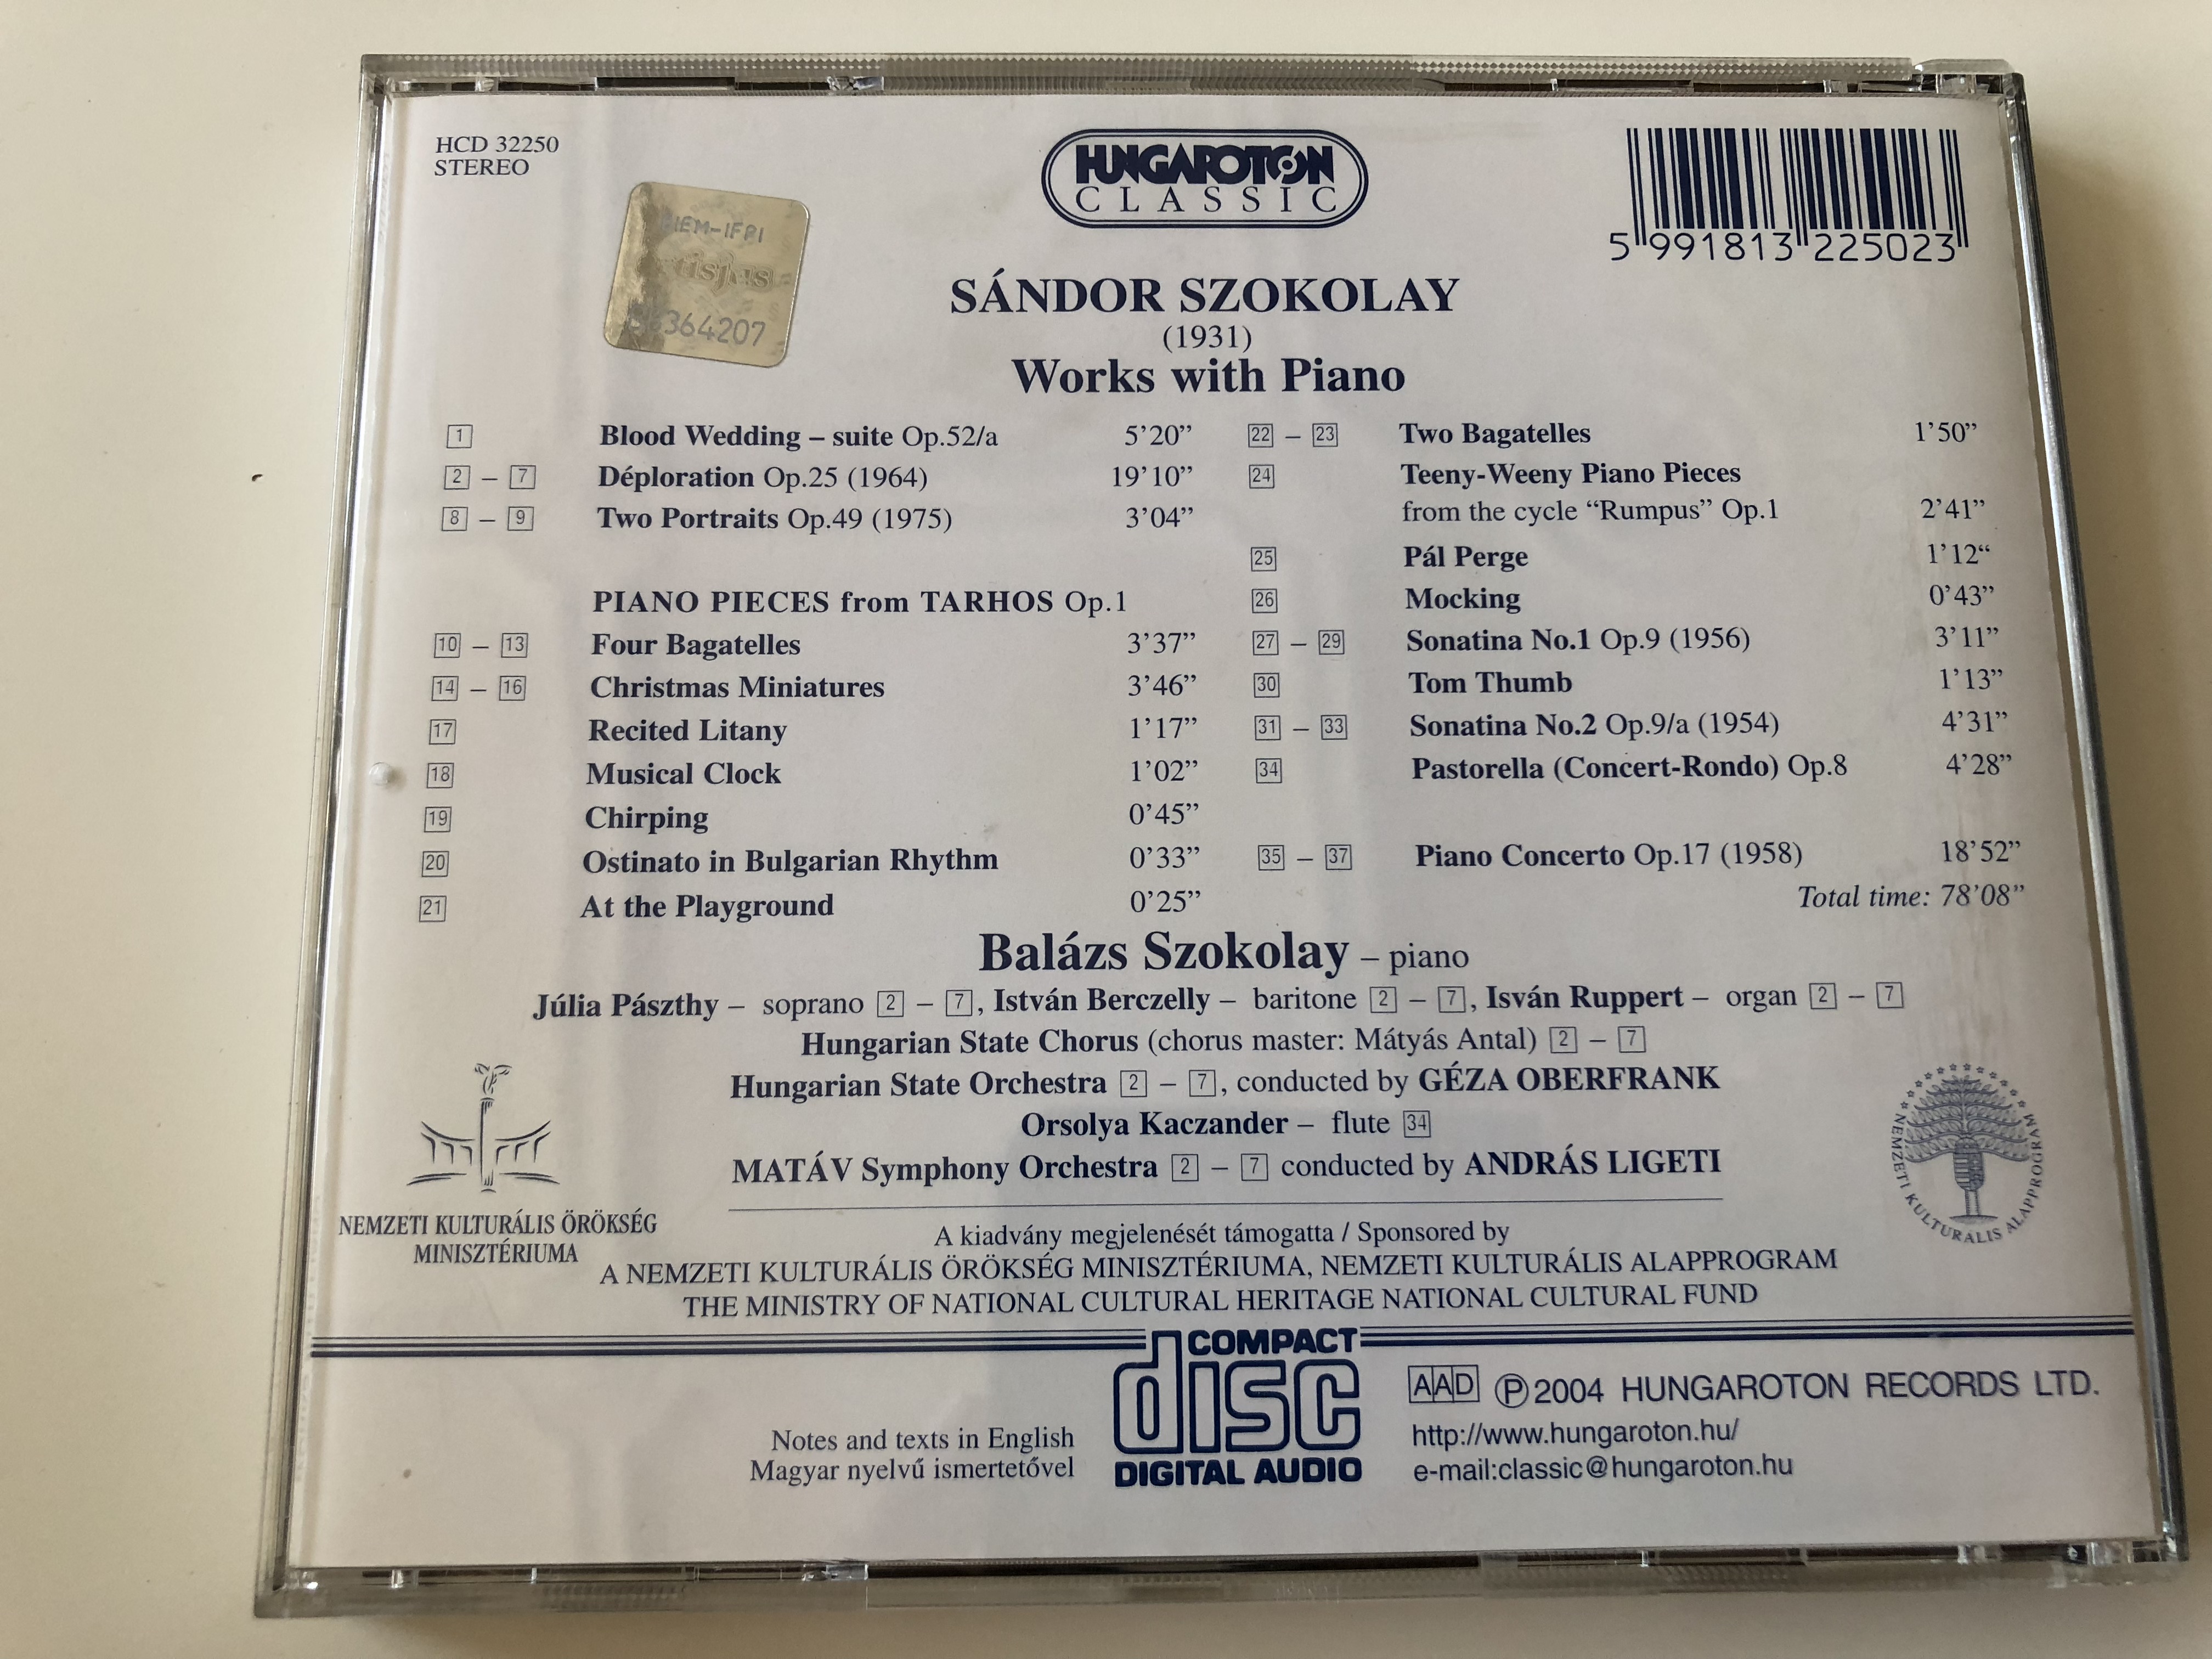 HCD 32250
STEREO
HUNGAROTON
CLASSIC
5 991813 225023
BIEM-IFPI
364207
SÁNDOR SZOKOLAY
(1931)
Works with Piano
1 Blood Wedding – suite Op.52/a 5’20”
2 – 7 Déploration Op.25 (1964) 19’10”
8 – 9 Two Portraits Op.49 (1975) 3’04”
PIANO PIECES from TARHOS Op.1
10 – 13 Four Bagatelles 3’37”
14 – 16 Christmas Miniatures 3’46”
17 Recited Litany 1’17”
18 Musical Clock 1’02”
19 Chirping 0’45”
20 Ostinato in Bulgarian Rhythm 0’33”
21 At the Playground 0’25”
22 – 23 Two Bagatelles 1’50”
24 Teeny-Weeny Piano Pieces
from the cycle “Rumpus” Op.1 2’41”
25 Pál Perge 1’12“
26 Mocking 0’43”
27 – 29 Sonatina No.1 Op.9 (1956) 3’11”
30 Tom Thumb 1’13”
31 – 33 Sonatina No.2 Op.9/a (1954) 4’31”
34 Pastorella (Concert-Rondo) Op.8 4’28”
35 – 37 Piano Concerto Op.17 (1958) 18’52”
Total time: 78’08”
Balázs Szokolay – piano
Júlia Pászthy – soprano 2 – 7, István Berczelly – baritone 2 – 7, Isván Ruppert – organ 2 – 7
Hungarian State Chorus (chorus master: Mátyás Antal) 2 – 7
Hungarian State Orchestra 2 – 7, conducted by GÉZA OBERFRANK
Orsolya Kaczander – flute 34
MATÁV Symphony Orchestra 2 – 7 conducted by ANDRÁS LIGETI
NEMZETI KULTURÁLIS ÖRÖKSÉG
MINISZTÉRIUMA
NEMZETI KULTURÁLIS ALAPPROGRAM
A kiadvány megjelenését támogatta / Sponsored by
A NEMZETI KULTURÁLIS ÖRÖKSÉG MINISZTÉRIUMA, NEMZETI KULTURÁLIS ALAPPROGRAM
THE MINISTRY OF NATIONAL CULTURAL HERITAGE NATIONAL CULTURAL FUND
Notes and texts in English
Magyar nyelvű ismertetővel
COMPACT
disc
DIGITAL AUDIO
AAD Ⓟ 2004 HUNGAROTON RECORDS LTD.
http://www.hungaroton.hu/
e-mail:classic@hungaroton.hu